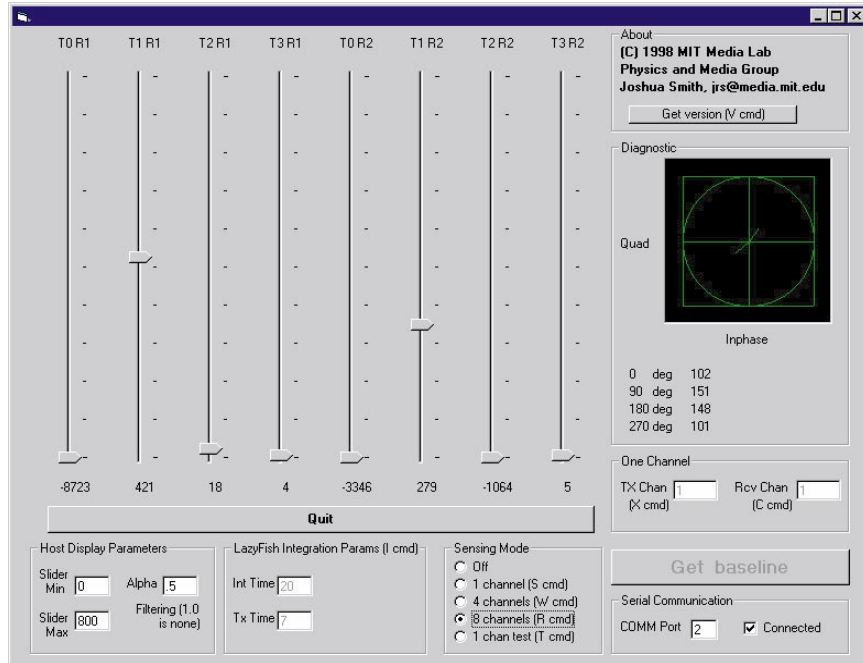 T0 R1 T1 R1 T2 R1 T3 R1 T0 R2 T1 R2 T2 R2 T3 R2
-8723 421 18 4 -3346 279 -1064 5
Quit
About
(C) 1998 MIT Media Lab
Physics and Media Group
Joshua Smith, jrs@media.mit.edu
Get version (V cmd)
Diagnostic
Quad
Inphase
0 deg 102
90 deg 151
180 deg 148
270 deg 101
One Channel
TX Chan 1 Rcv Chan 1
(X cmd) (C cmd)
Host Display Parameters
Slider
Min 0 Alpha .5
Slider
Max 800 Filtering (1.0
is none)
LazyFish Integration Params (I cmd)
Int Time 20
Tx Time 7
Sensing Mode
Off
1 channel (S cmd)
4 channels (W cmd)
8 channels (R cmd)
1 chan test (T cmd)
Get baseline
Serial Communication
COMM Port 2 Connected